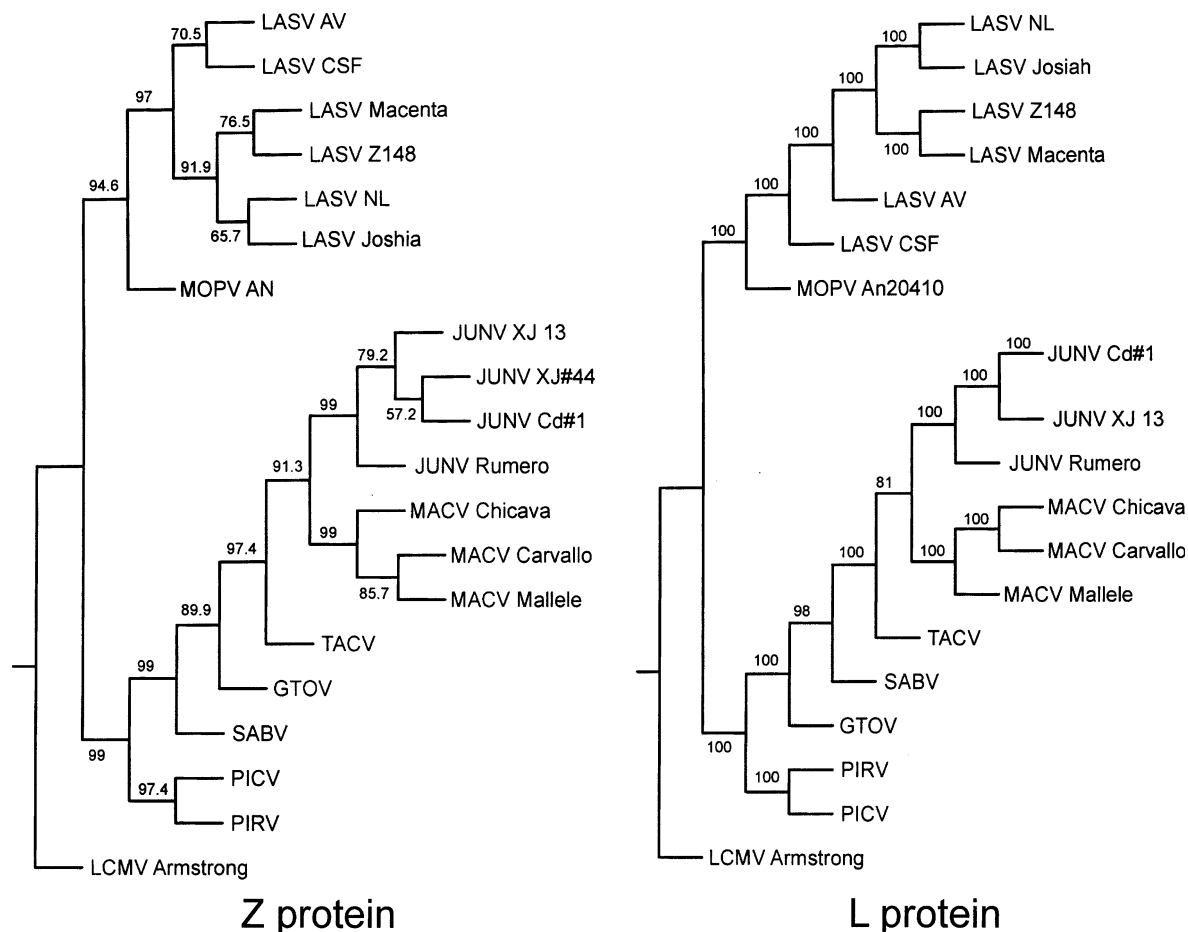 LASV AV
70.5
LASV CSF
97
LASV Macenta
76.5
LASV Z148
91.9
94.6
LASV NL
65.7
LASV Joshia
MOPV AN
JUNV XJ 13
79.2
JUNV XJ#44
57.2
JUNV Cd#1
99
JUNV Rumero
91.3
MACV Chicava
99
MACV Carvallo
85.7
MACV Mallele
97.4
TACV
89.9
GTOV
99
SABV
99
PICV
97.4
PIRV
LCMV Armstrong
Z protein
LASV NL
100
LASV Josiah
100
LASV Z148
100
LASV Macenta
100
LASV AV
100
LASV CSF
100
MOPV An20410
100
JUNV Cd#1
100
JUNV XJ 13
100
JUNV Rumero
81
MACV Chicava
100
MACV Carvallo
100
MACV Mallele
100
TACV
98
SABV
100
GTOV
100
PIRV
100
PICV
LCMV Armstrong
L protein